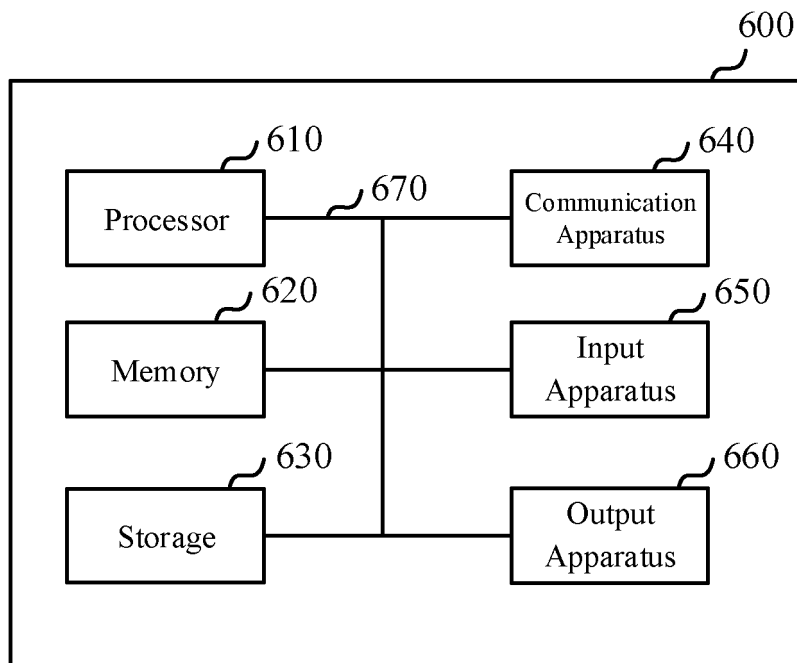 600
610
Processor
670
640
Communication
Apparatus
620
Memory
650
Input
Apparatus
630
Storage
660
Output
Apparatus